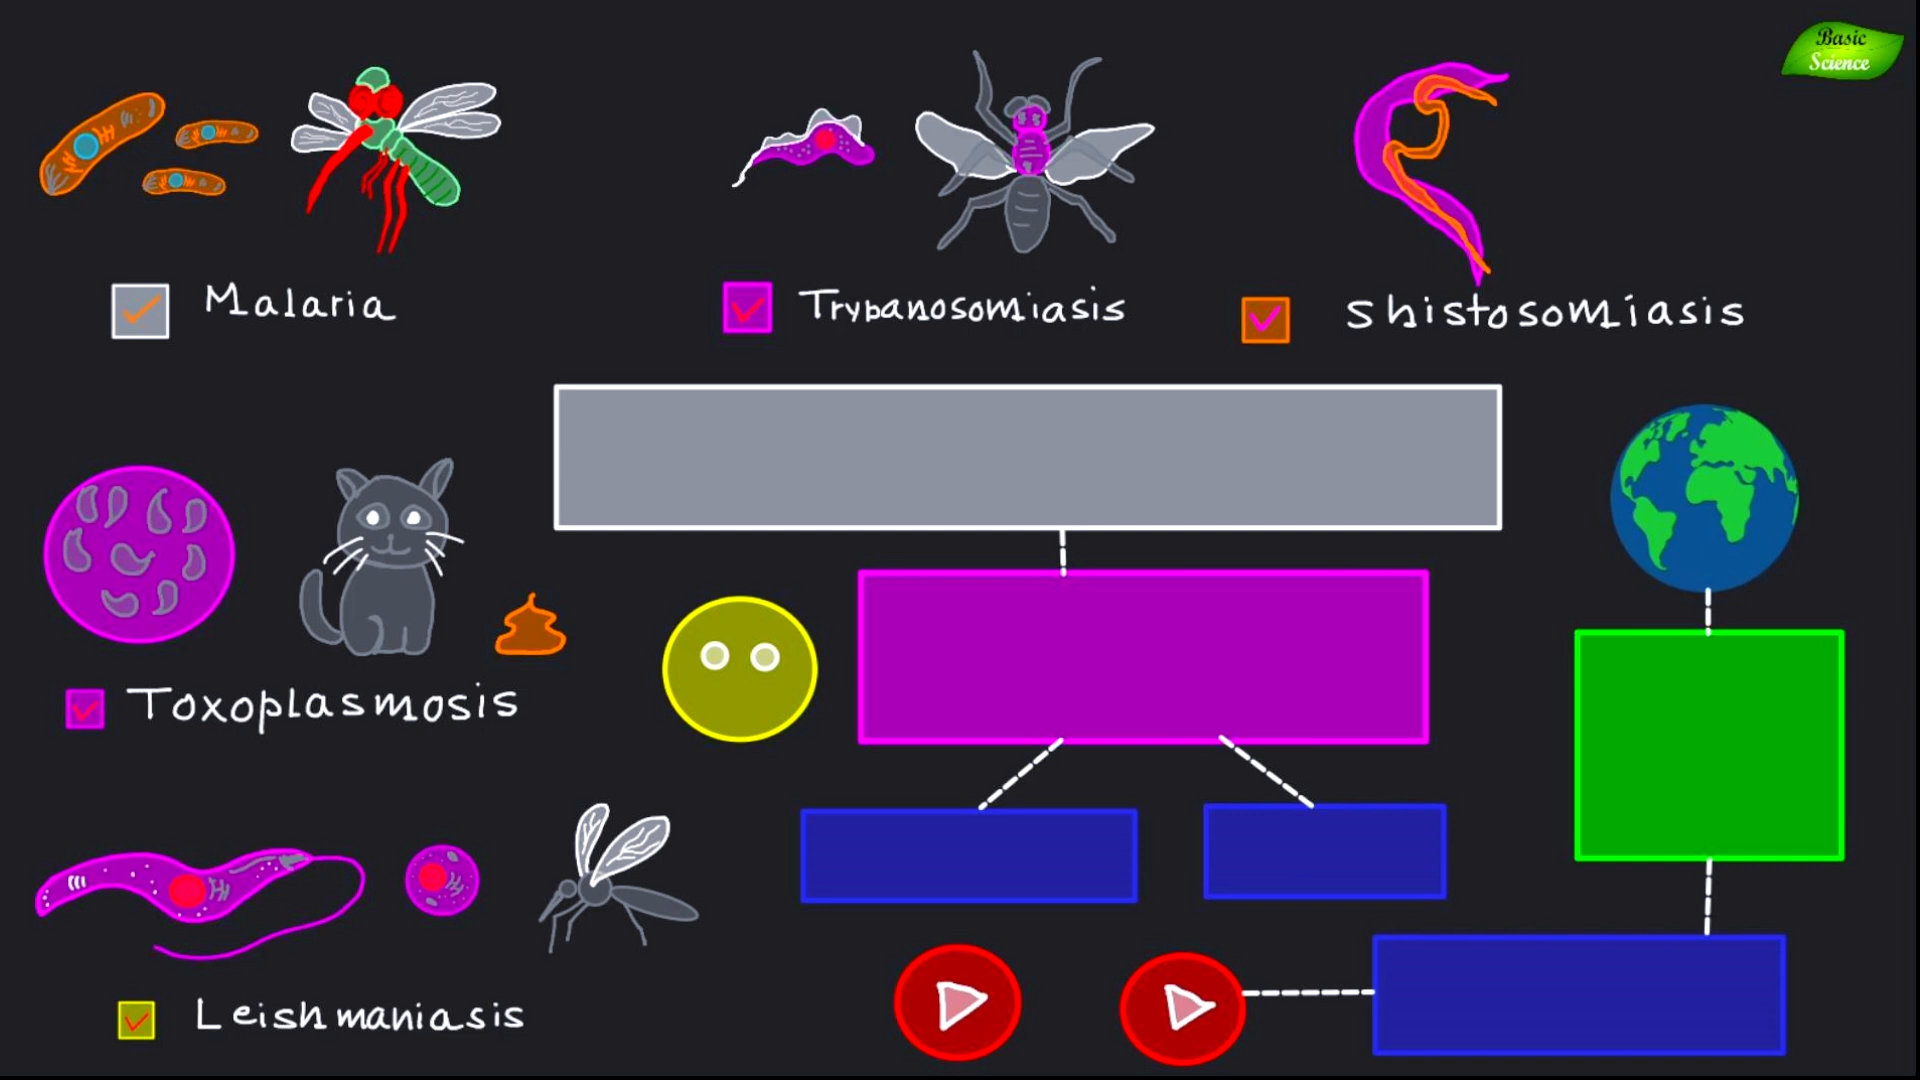 Basic
Science
Malaria
Trypanosomiasis
Shistosomiasis
Toxoplasmosis
Leishmaniasis